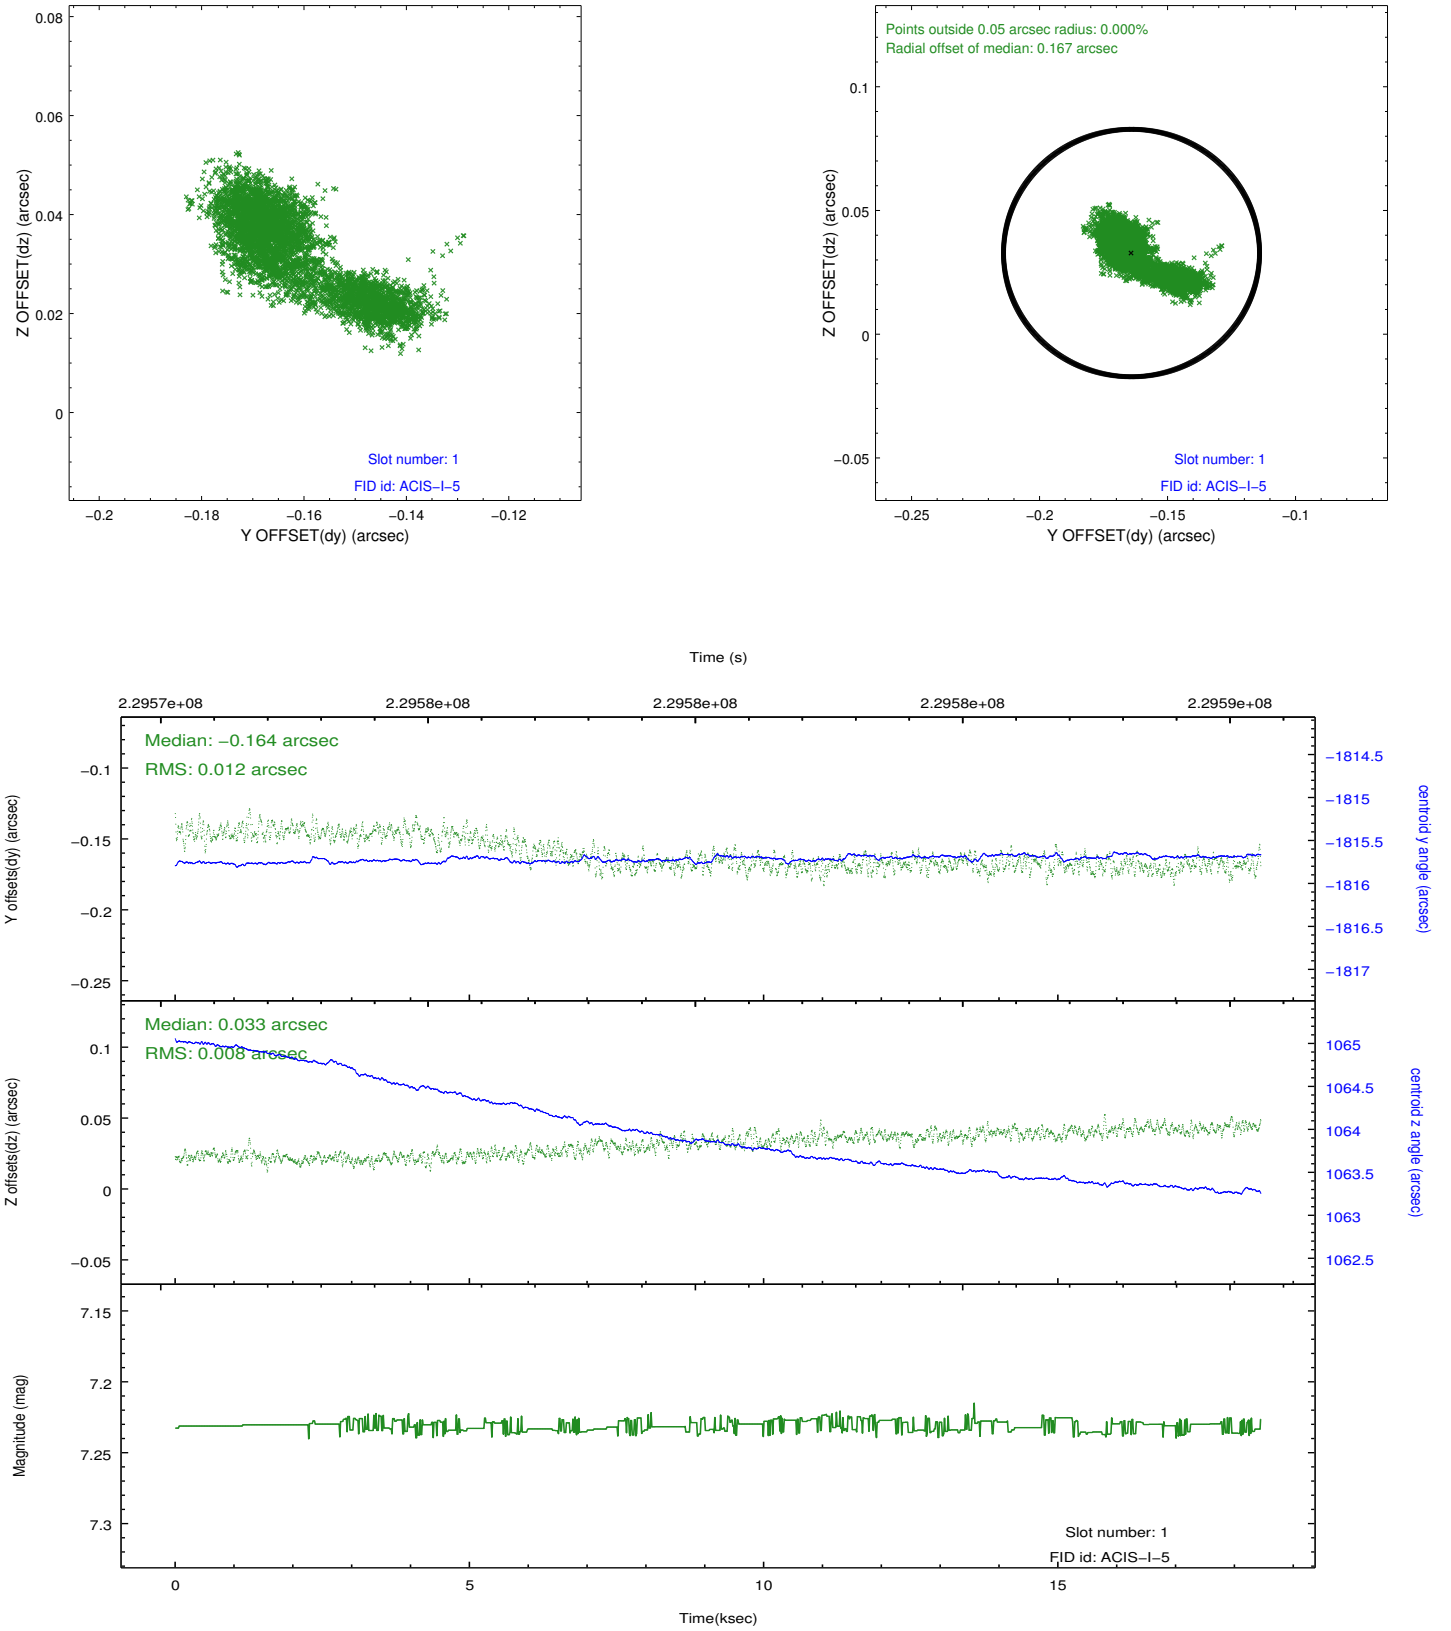 0.08
0.06
0.04
0.02
0
Z OFFSET(dz) (arcsec)
Slot number: 1
FID id: ACIS−I−5
−0.2
−0.18
−0.16
−0.14
−0.12
Y OFFSET(dy) (arcsec)
Points outside 0.05 arcsec radius: 0.000%
Radial offset of median: 0.167 arcsec
0.1
0.05
0
−0.05
Z OFFSET(dz) (arcsec)
Slot number: 1
FID id: ACIS−I−5
−0.25
−0.2
−0.15
−0.1
Y OFFSET(dy) (arcsec)
Time (s)
2.2957e+08
2.2958e+08
2.2958e+08
2.2958e+08
2.2959e+08
Median: −0.164 arcsec
RMS: 0.012 arcsec
−0.1
−0.15
−0.2
−0.25
Y offsets(dy) (arcsec)
−1814.5
−1815
−1815.5
−1816
−1816.5
−1817
centroid y angle (arcsec)
Median: 0.033 arcsec
RMS: 0.008 arcsec
0.1
0.05
0
−0.05
Z offsets(dz) (arcsec)
1065
1064.5
1064
1063.5
1063
1062.5
centroid z angle (arcsec)
7.15
7.2
7.25
7.3
Magnitude (mag)
Slot number: 1
FID id: ACIS−I−5
0
5
10
15
Time(ksec)